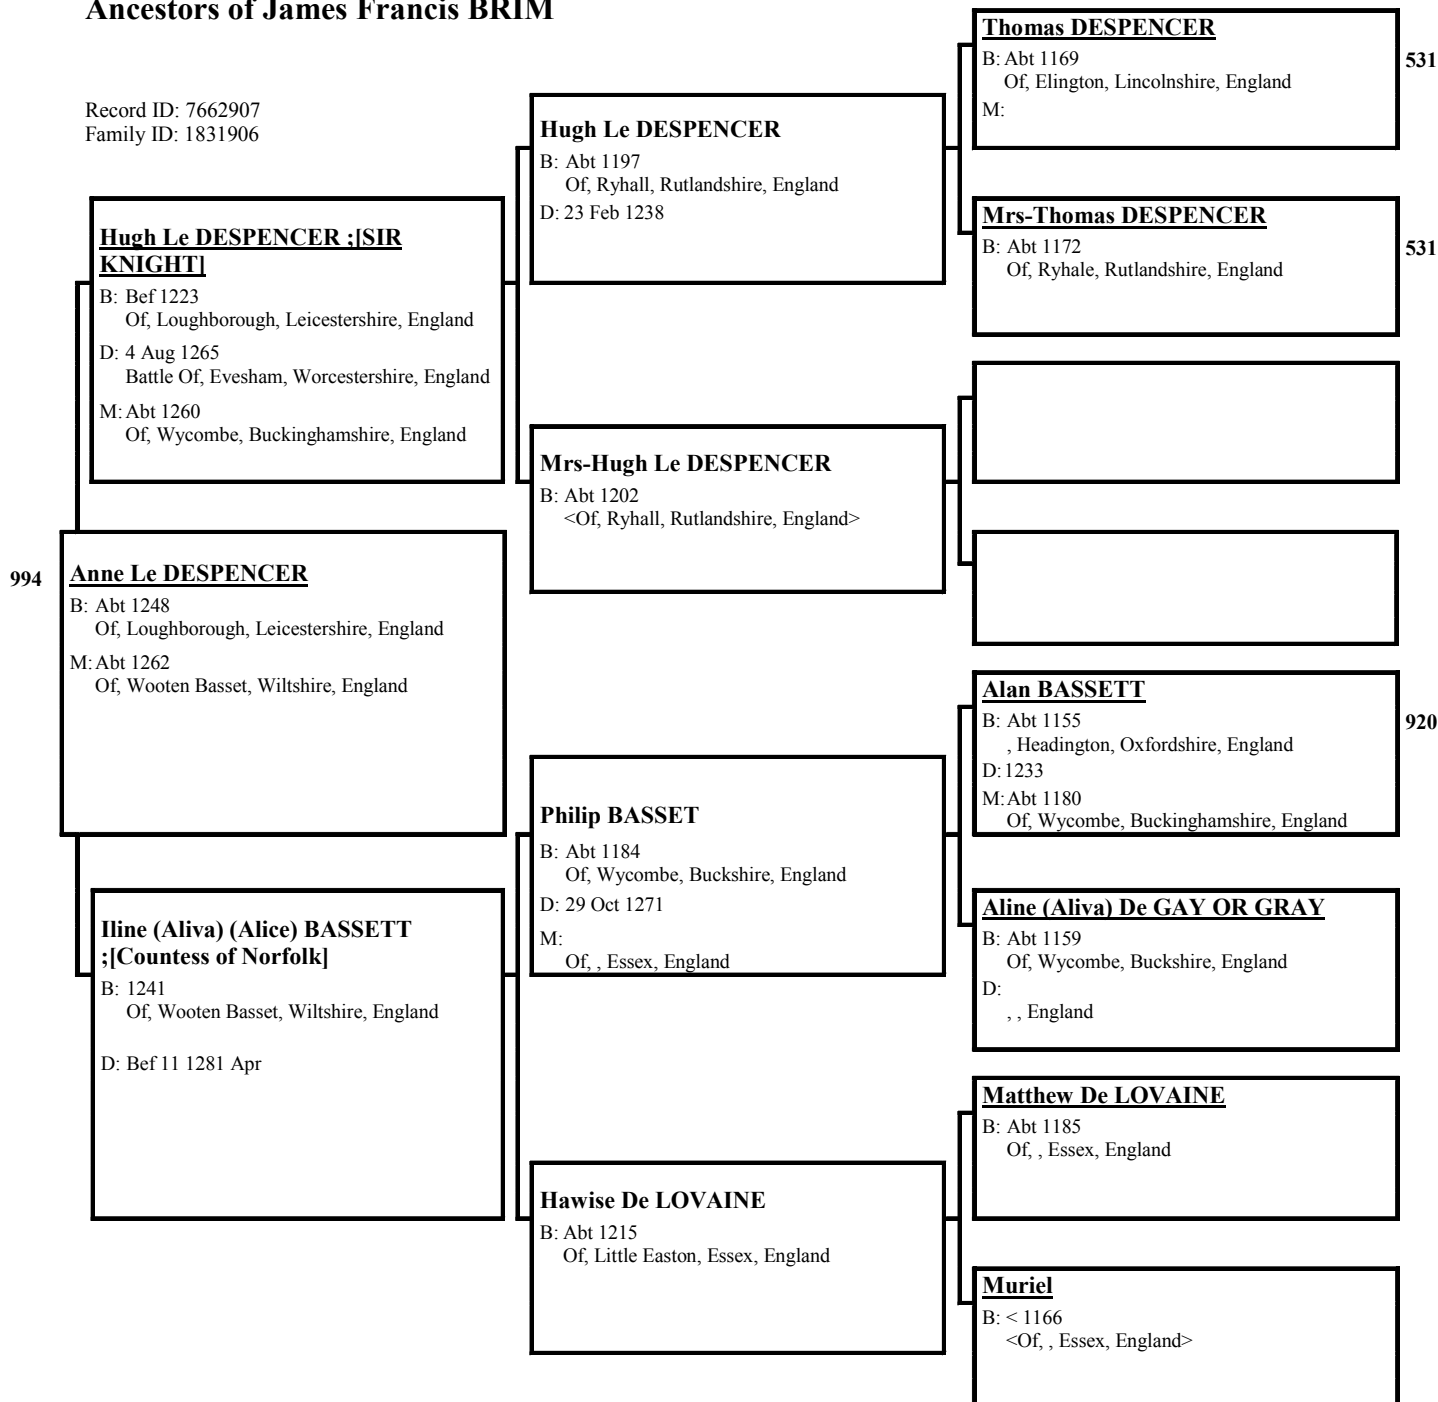 Ancestors of James Francis BRIM
Record ID: 7662907
Family ID: 1831906
Thomas DESPENCER
B: Abt 1169
Of, Elington, Lincolnshire, England
M:
531
Hugh Le DESPENCER
B: Abt 1197
Of, Ryhall, Rutlandshire, England
D: 23 Feb 1238
Mrs-Thomas DESPENCER
B: Abt 1172
Of, Ryhale, Rutlandshire, England
531
Hugh Le DESPENCER ;[SIR
KNIGHT]
B: Bef 1223
Of, Loughborough, Leicestershire, England
D: 4 Aug 1265
Battle Of, Evesham, Worcestershire, England
M: Abt 1260
Of, Wycombe, Buckinghamshire, England
Mrs-Hugh Le DESPENCER
B: Abt 1202
<Of, Ryhall, Rutlandshire, England>
994
Anne Le DESPENCER
B: Abt 1248
Of, Loughborough, Leicestershire, England
M: Abt 1262
Of, Wooten Basset, Wiltshire, England
Alan BASSETT
B: Abt 1155
, Headington, Oxfordshire, England
D: 1233
M: Abt 1180
Of, Wycombe, Buckinghamshire, England
920
Philip BASSET
B: Abt 1184
Of, Wycombe, Buckshire, England
D: 29 Oct 1271
M:
Of, , Essex, England
Aline (Aliva) De GAY OR GRAY
B: Abt 1159
Of, Wycombe, Buckshire, England
D:
, , England
Iline (Aliva) (Alice) BASSETT
;[Countess of Norfolk]
B: 1241
Of, Wooten Basset, Wiltshire, England
D: Bef 11 1281 Apr
Matthew De LOVAINE
B: Abt 1185
Of, , Essex, England
Hawise De LOVAINE
B: Abt 1215
Of, Little Easton, Essex, England
Muriel
B: < 1166
<Of, , Essex, England>